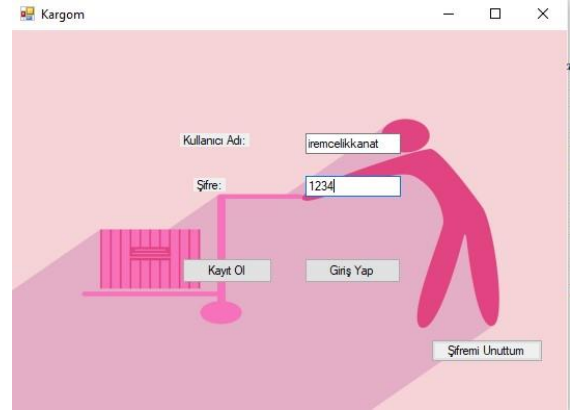 Kargom
Kullanıcı Adı:
iremcelikkanat
Şifre:
1234
Kayıt Ol
Giriş Yap
Şifremi Unuttum